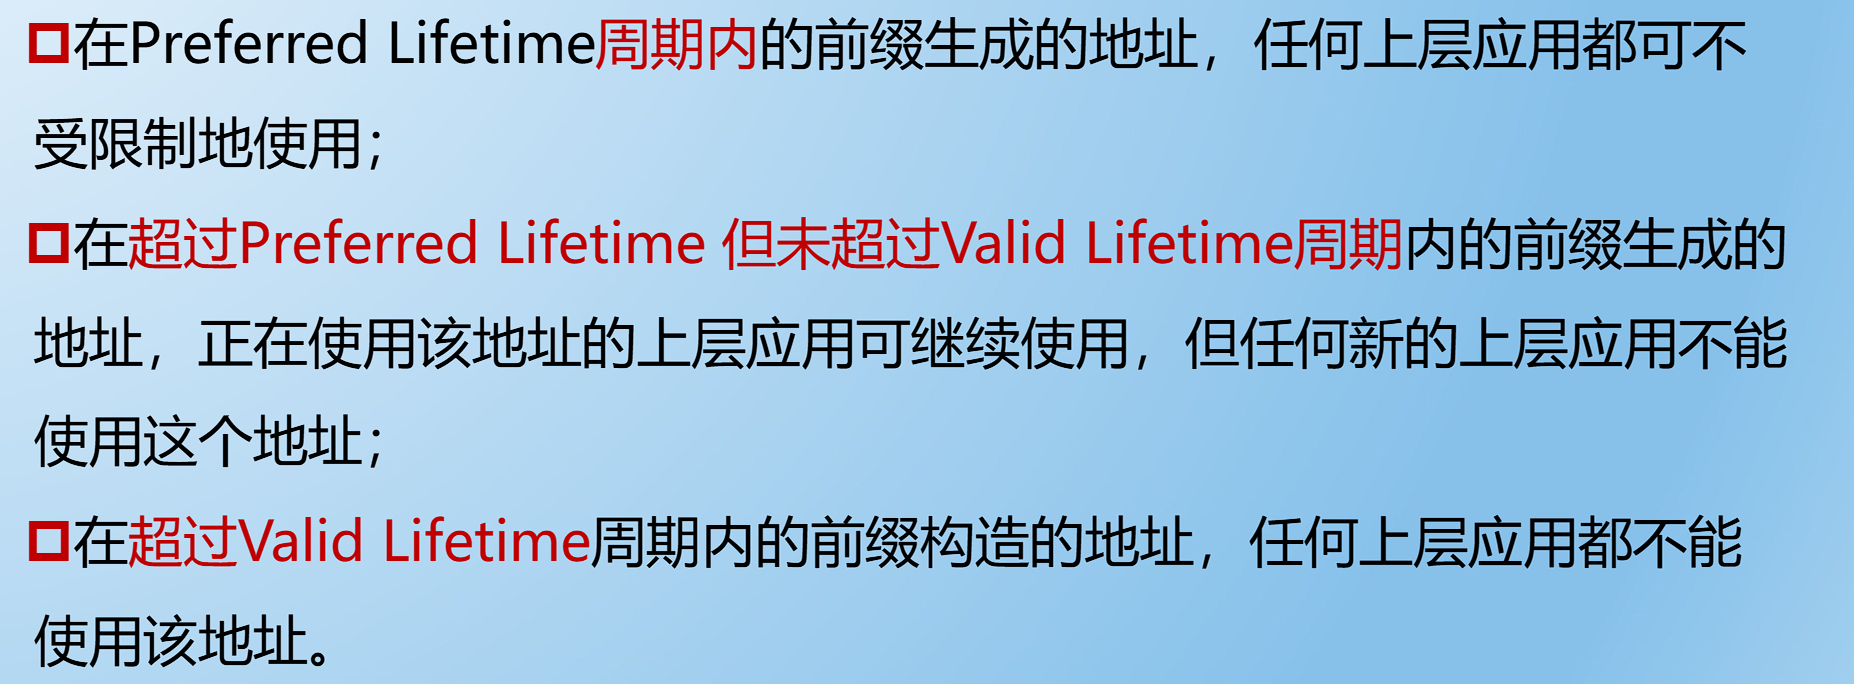 在Preferred Lifetime周期内的前缀生成的地址，任何上层应用都可不
受限制地使用；
在超过Preferred Lifetime 但未超过Valid Lifetime周期内的前缀生成的
地址，正在使用该地址的上层应用可继续使用，但任何新的上层应用不能
使用这个地址；
在超过Valid Lifetime周期内的前缀构造的地址，任何上层应用都不能
使用该地址。